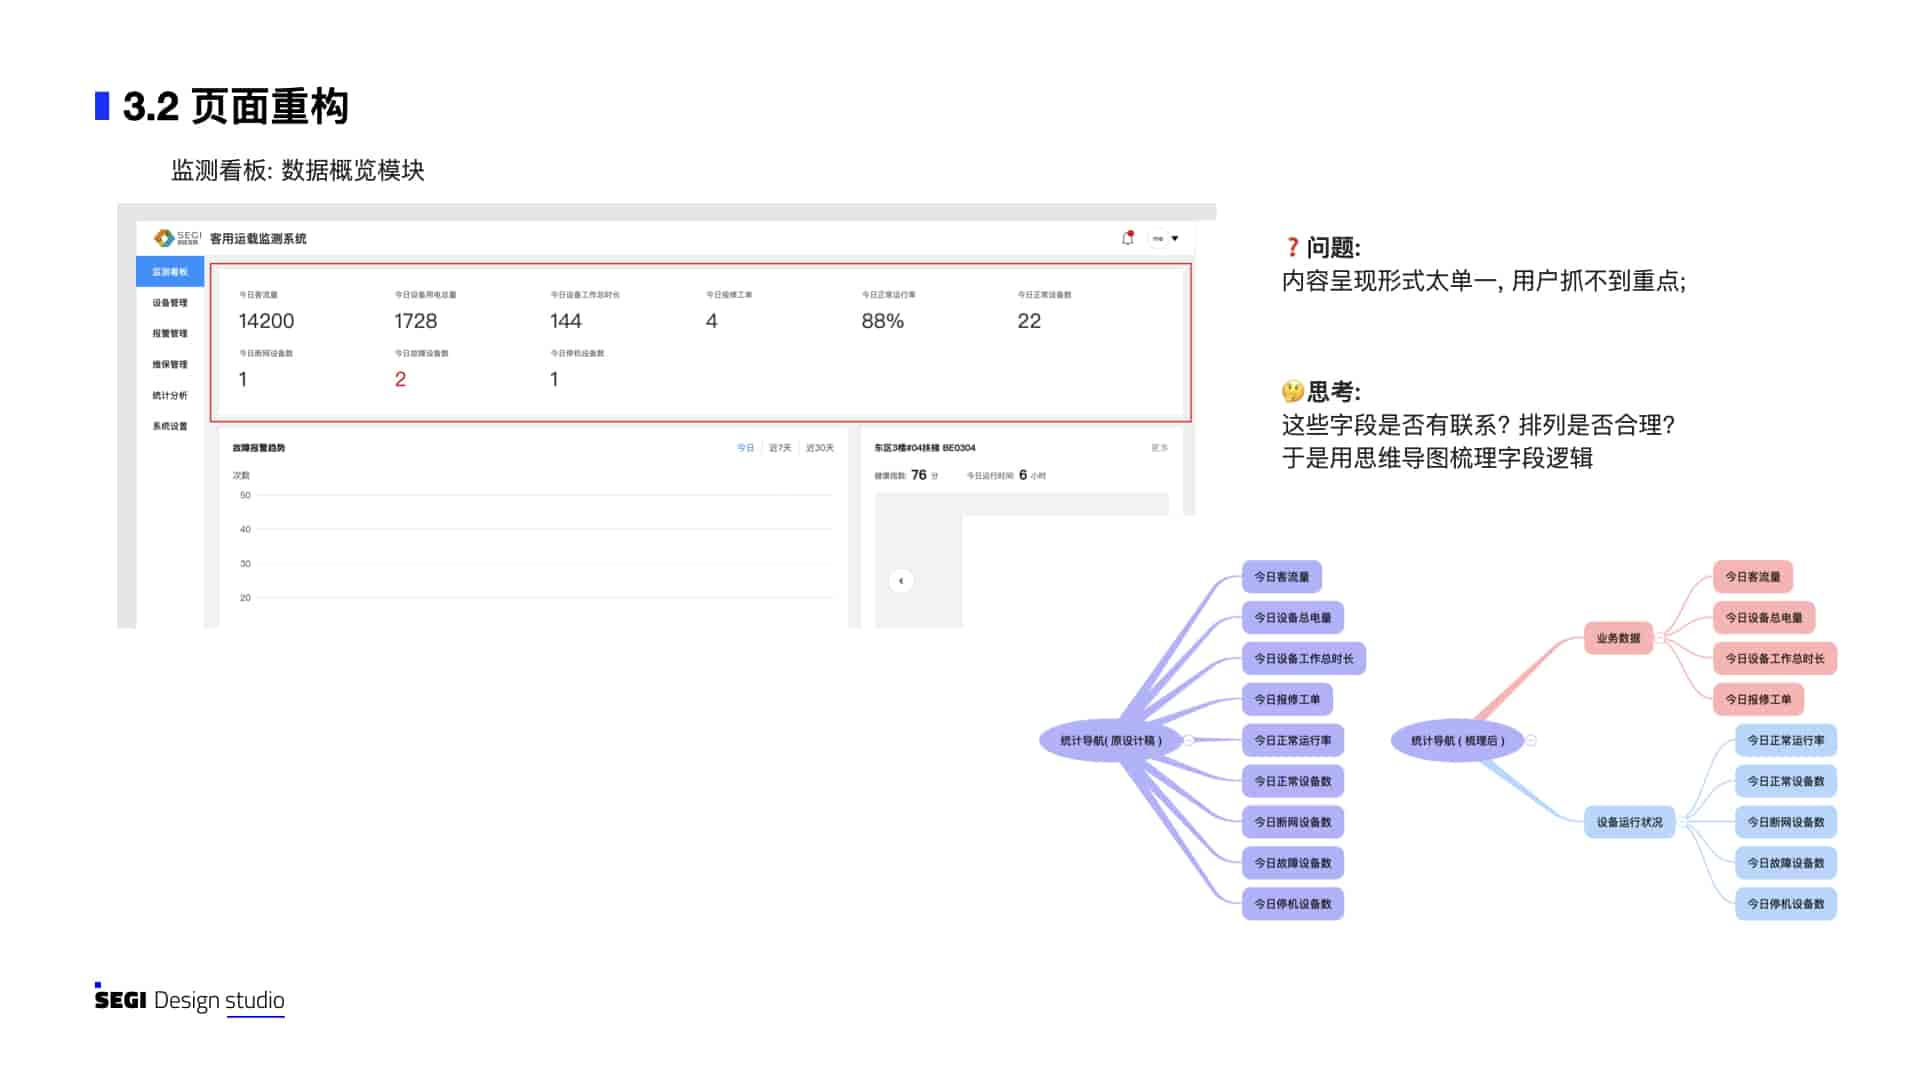 3.2 页面重构
监测看板: 数据概览模块
SEGI 客用运载监测系统
me
监测看板
设备管理
报警管理
维保管理
统计分析
系统设置
今日客流量 今日设备用电总量 今日设备工作总时长 今日报修工单 今日正常运行率 今日正常设备数
14200 1728 144 4 88% 22
今日断网设备数 今日故障设备数 今日停机设备数
1 2 1
故障报警趋势 今日 近7天 近30天
次数
50
40
30
20
东区3楼#04扶梯 BE0304 更多
健康指数: 76 分 今日运行时间: 6 小时
❓问题:
内容呈现形式太单一, 用户抓不到重点;
🤔思考:
这些字段是否有联系? 排列是否合理?
于是用思维导图梳理字段逻辑
统计导航( 原设计稿 )
今日客流量
今日设备总电量
今日设备工作总时长
今日报修工单
今日正常运行率
今日正常设备数
今日断网设备数
今日故障设备数
今日停机设备数
统计导航 ( 梳理后 )
业务数据
今日客流量
今日设备总电量
今日设备工作总时长
今日报修工单
设备运行状况
今日正常运行率
今日正常设备数
今日断网设备数
今日故障设备数
今日停机设备数
SEGI Design studio